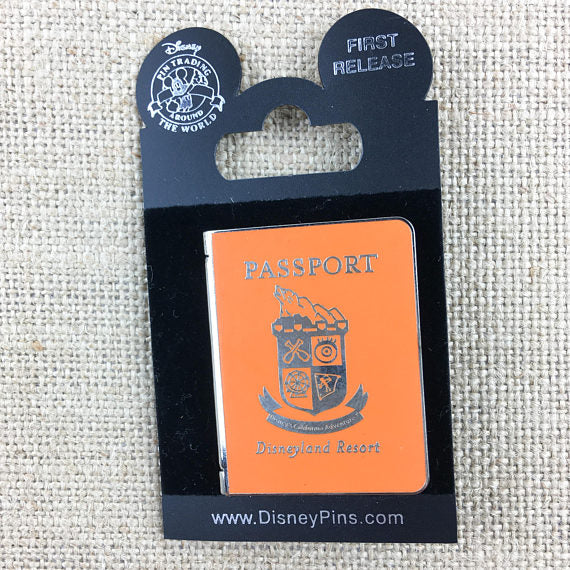 Disney
PIN TRADING
AROUND
THE WORLD
FIRST
RELEASE
PASSPORT
Disney's California Adventure
Disneyland Resort
www.DisneyPins.com